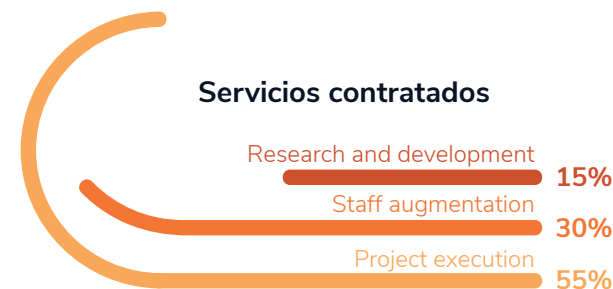 Servicios contratados
Research and development
15%
Staff augmentation
30%
Project execution
55%